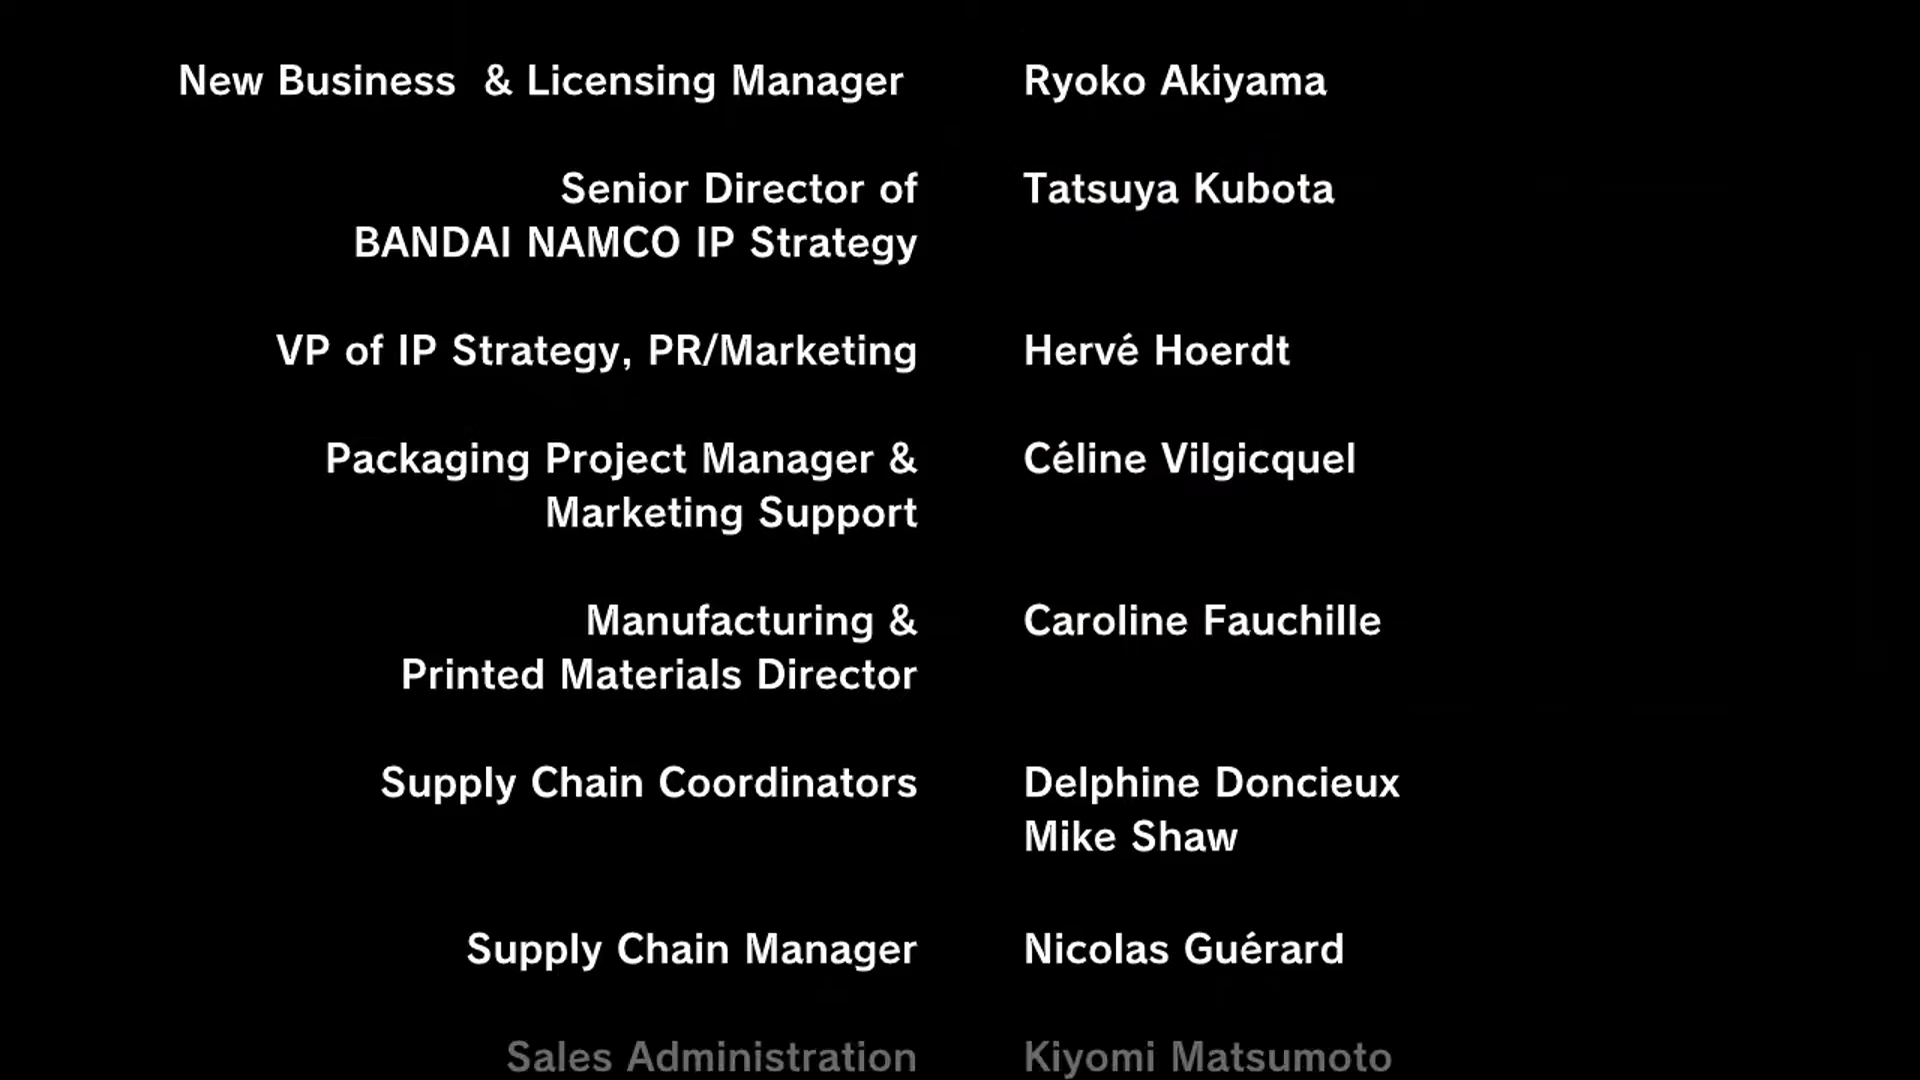 New Business  & Licensing Manager Ryoko Akiyama
Senior Director of Tatsuya Kubota
BANDAI NAMCO IP Strategy
VP of IP Strategy, PR/Marketing Hervé Hoerdt
Packaging Project Manager & Céline Vilgicquel
Marketing Support
Manufacturing & Caroline Fauchille
Printed Materials Director
Supply Chain Coordinators Delphine Doncieux
Mike Shaw
Supply Chain Manager Nicolas Guérard
Sales Administration Kiyomi Matsumoto